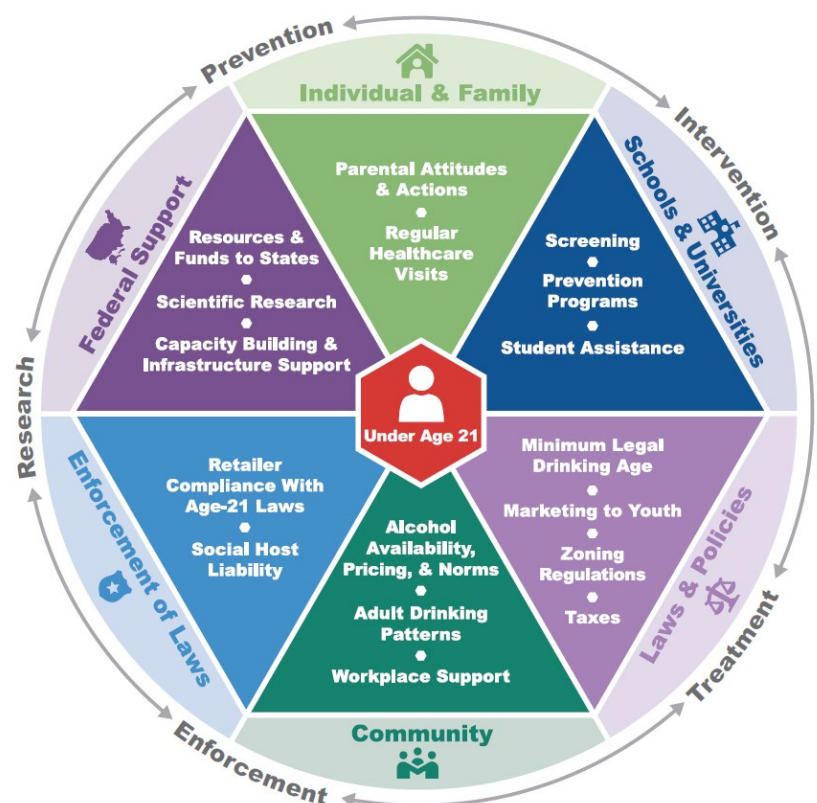 Prevention
Intervention
Treatment
Enforcement
Research
Individual & Family
Parental Attitudes
& Actions
Regular
Healthcare
Visits
Schools & Universities
Screening
Prevention
Programs
Student Assistance
Laws & Policies
Minimum Legal
Drinking Age
Marketing to Youth
Zoning
Regulations
Taxes
Community
Alcohol
Availability,
Pricing, & Norms
Adult Drinking
Patterns
Workplace Support
Enforcement of Laws
Retailer
Compliance With
Age-21 Laws
Social Host
Liability
Federal Support
Resources &
Funds to States
Scientific Research
Capacity Building &
Infrastructure Support
Under Age 21